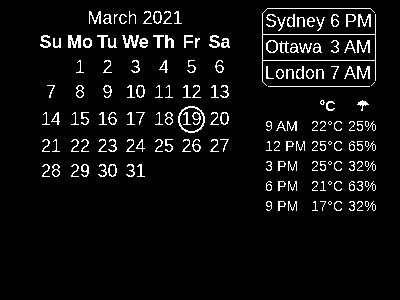 March 2021
Su Mo Tu We Th Fr Sa
1 2 3 4 5 6
7 8 9 10 11 12 13
14 15 16 17 18 19 20
21 22 23 24 25 26 27
28 29 30 31
Sydney 6 PM
Ottawa 3 AM
London 7 AM
°C ☂
9 AM 22°C 25%
12 PM 25°C 65%
3 PM 25°C 32%
6 PM 21°C 63%
9 PM 17°C 32%